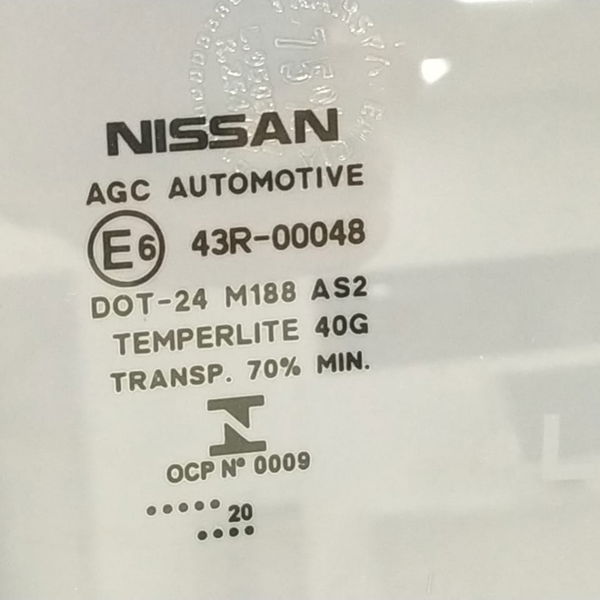 NISSAN
AGC AUTOMOTIVE
E6 43R-00048
DOT-24 M188 AS2
TEMPERLITE 40G
TRANSP. 70% MIN.
OCP Nº 0009
••••• 20
••••